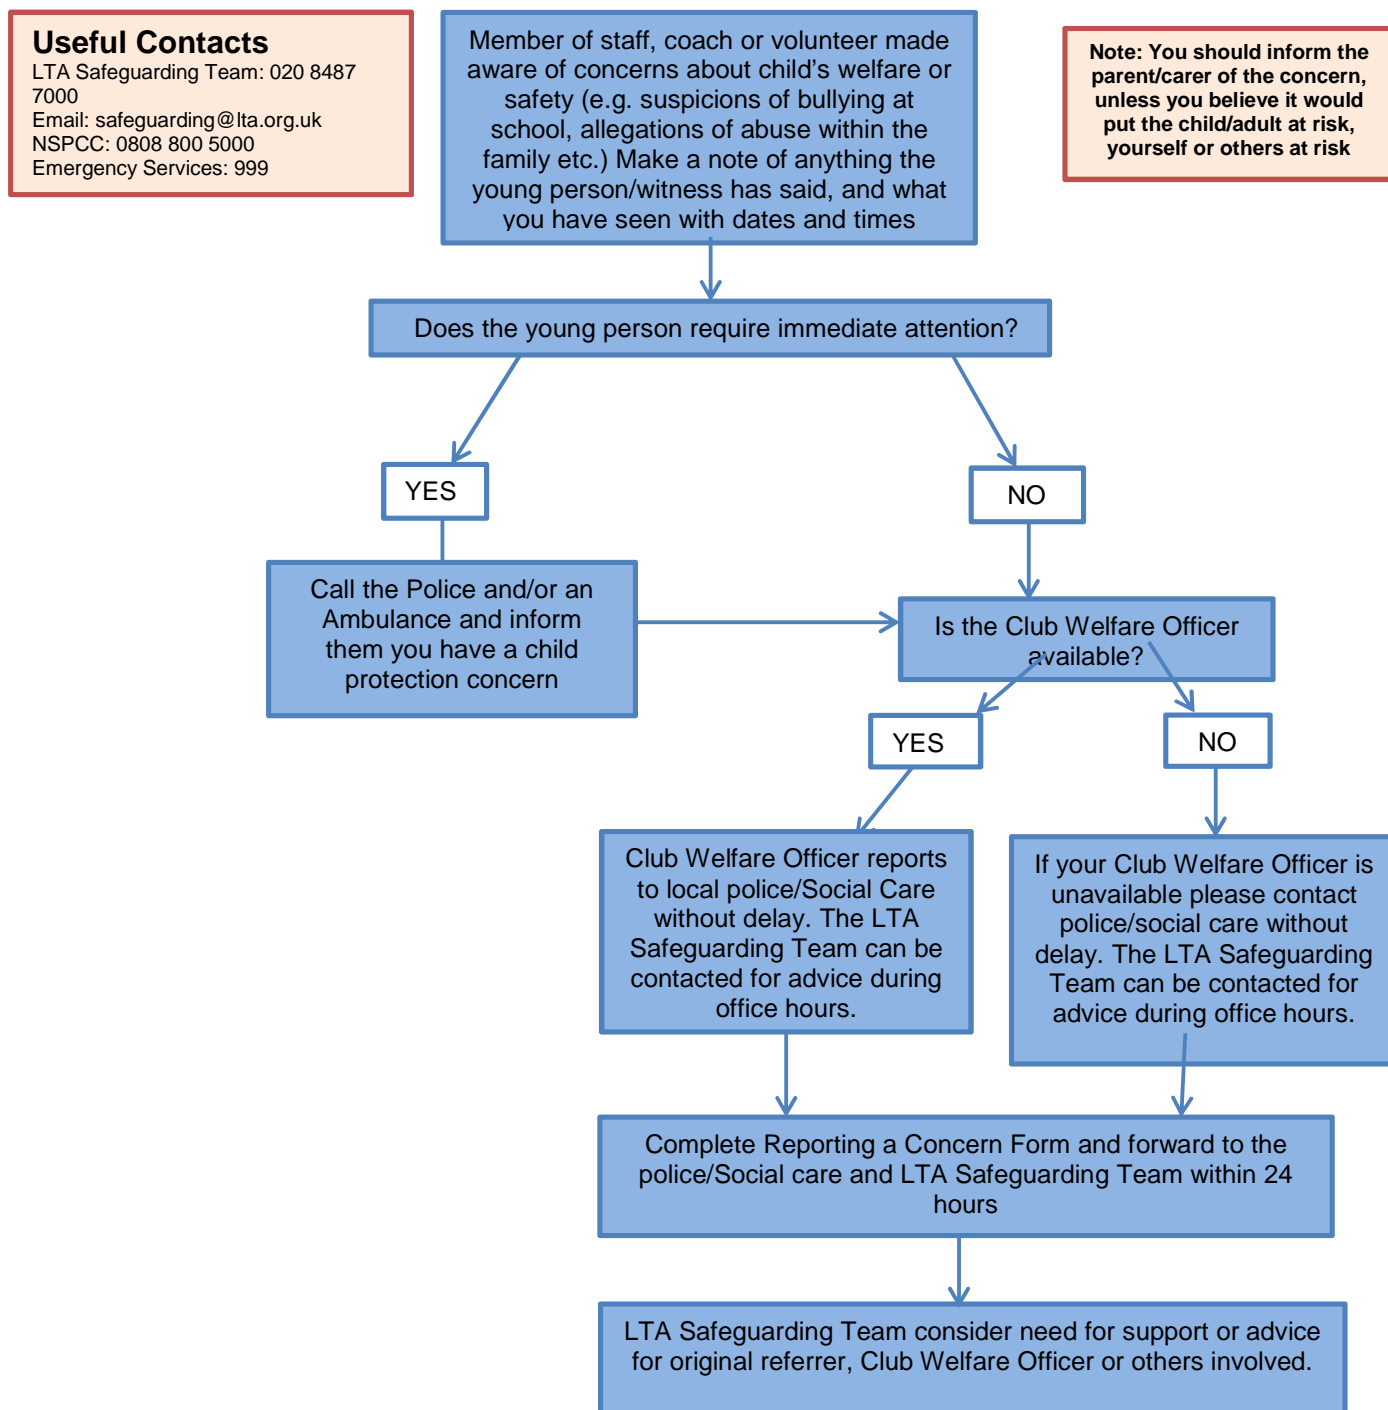 Useful Contacts
LTA Safeguarding Team: 020 8487
7000
Email: safeguarding@lta.org.uk
NSPCC: 0808 800 5000
Emergency Services: 999
Member of staff, coach or volunteer made
aware of concerns about child’s welfare or
safety (e.g. suspicions of bullying at
school, allegations of abuse within the
family etc.) Make a note of anything the
young person/witness has said, and what
you have seen with dates and times
Note: You should inform the
parent/carer of the concern,
unless you believe it would
put the child/adult at risk,
yourself or others at risk
Does the young person require immediate attention?
YES
NO
Call the Police and/or an
Ambulance and inform
them you have a child
protection concern
Is the Club Welfare Officer
available?
YES
NO
Club Welfare Officer reports
to local police/Social Care
without delay. The LTA
Safeguarding Team can be
contacted for advice during
office hours.
If your Club Welfare Officer is
unavailable please contact
police/social care without
delay. The LTA Safeguarding
Team can be contacted for
advice during office hours.
Complete Reporting a Concern Form and forward to the
police/Social care and LTA Safeguarding Team within 24
hours
LTA Safeguarding Team consider need for support or advice
for original referrer, Club Welfare Officer or others involved.